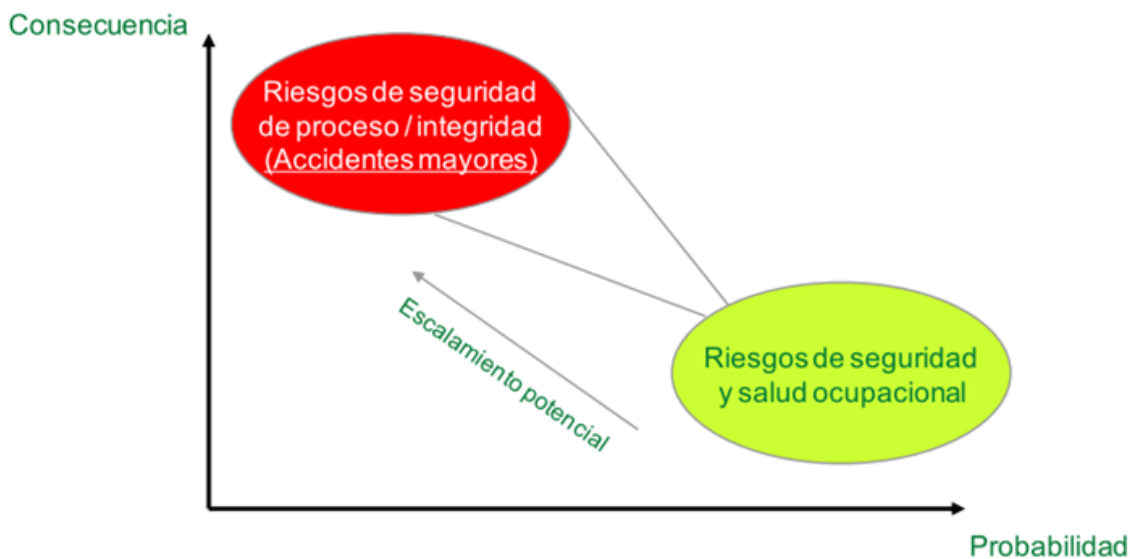 Consecuencia
Riesgos de seguridad
de proceso / integridad
(Accidentes mayores)
Escalamiento potencial
Riesgos de seguridad
y salud ocupacional
Probabilidad